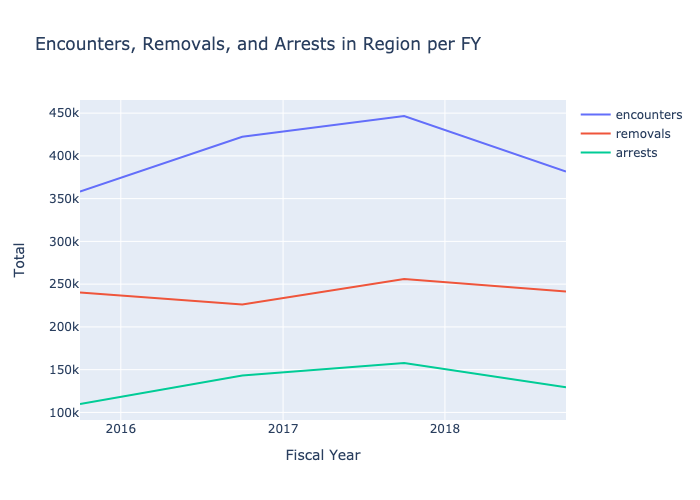 Encounters, Removals, and Arrests in Region per FY
encounters
removals
arrests
450k
400k
350k
300k
250k
200k
150k
100k
Total
2016 2017 2018
Fiscal Year